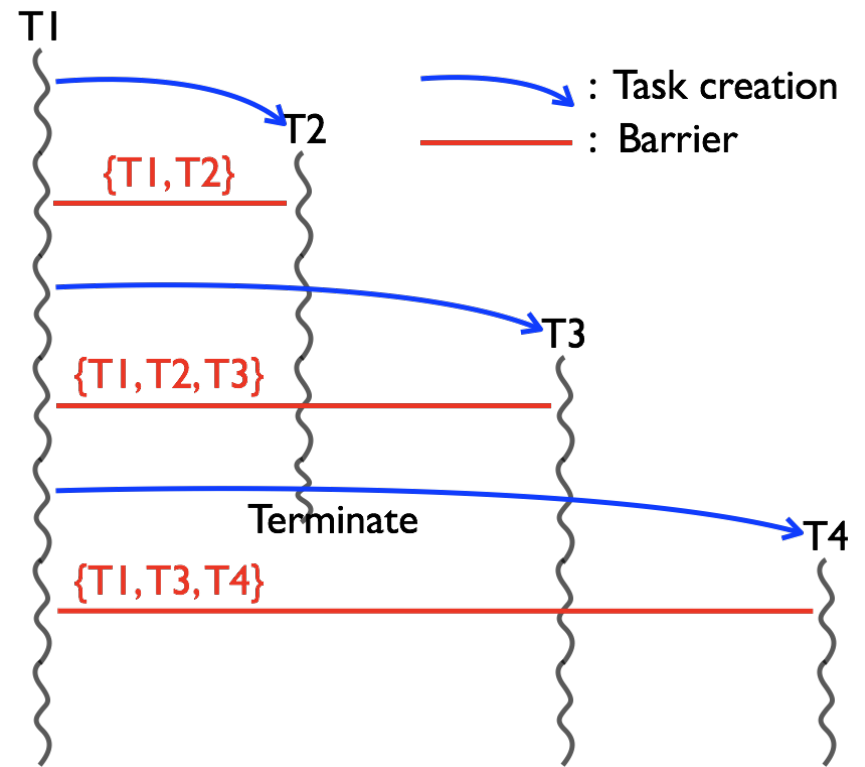 T1
: Task creation
T2
: Barrier
{T1,T2}
T3
{T1,T2,T3}
Terminate
T4
{T1,T3,T4}